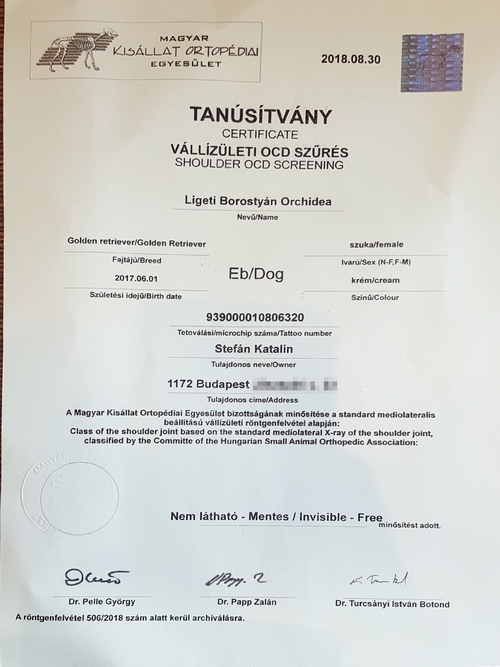 MAGYAR
KISÁLLAT ORTOPÉDIAI
EGYESÜLET
2018.08.30
TANÚSÍTVÁNY
CERTIFICATE
VÁLLÍZÜLETI OCD SZŰRÉS
SHOULDER OCD SCREENING
Ligeti Borostyán Orchidea
Nevű/Name
Golden retriever/Golden Retriever
Fajtájú/Breed
2017.06.01
Születési idejű/Birth date
Eb/Dog
szuka/female
Ivarú/Sex (N-F,F-M)
krém/cream
Színű/Colour
939000010806320
Tetoválási/microchip száma/Tattoo number
Stefán Katalin
Tulajdonos neve/Owner
1172 Budapest
Tulajdonos címe/Address
A Magyar Kisállat Ortopédiai Egyesület bizottságának minősítése a standard mediolateralis
beállítású vállízületi röntgenfelvétel alapján:
Class of the shoulder joint based on the standard mediolateral X-ray of the shoulder joint,
classified by the Committe of the Hungarian Small Animal Orthopedic Association:
Nem látható - Mentes / Invisible - Free
minősítést adott.
Dr. Pelle György
Dr. Papp Zalán
Dr. Turcsányi István Botond
A röntgenfelvétel 506/2018 szám alatt kerül archiválásra.